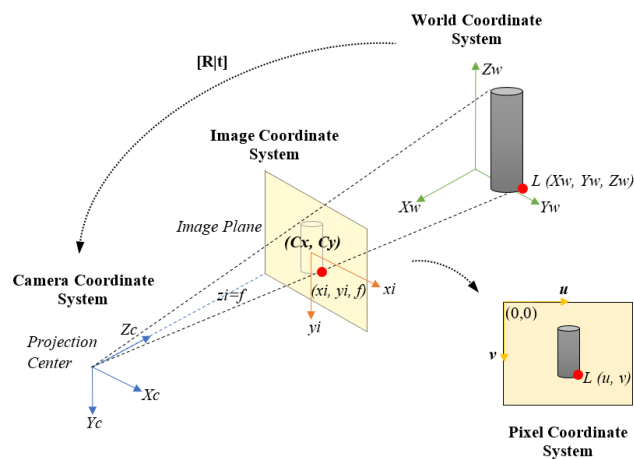 World Coordinate
System
[R|t]
Zw
Image Coordinate
System
L (Xw, Yw, Zw)
Xw
Yw
Image Plane
(Cx, Cy)
Camera Coordinate
System
zi=f
(xi, yi, f)
xi
yi
u
(0,0)
Zc
Projection
Center
v
L (u, v)
Xc
Yc
Pixel Coordinate
System